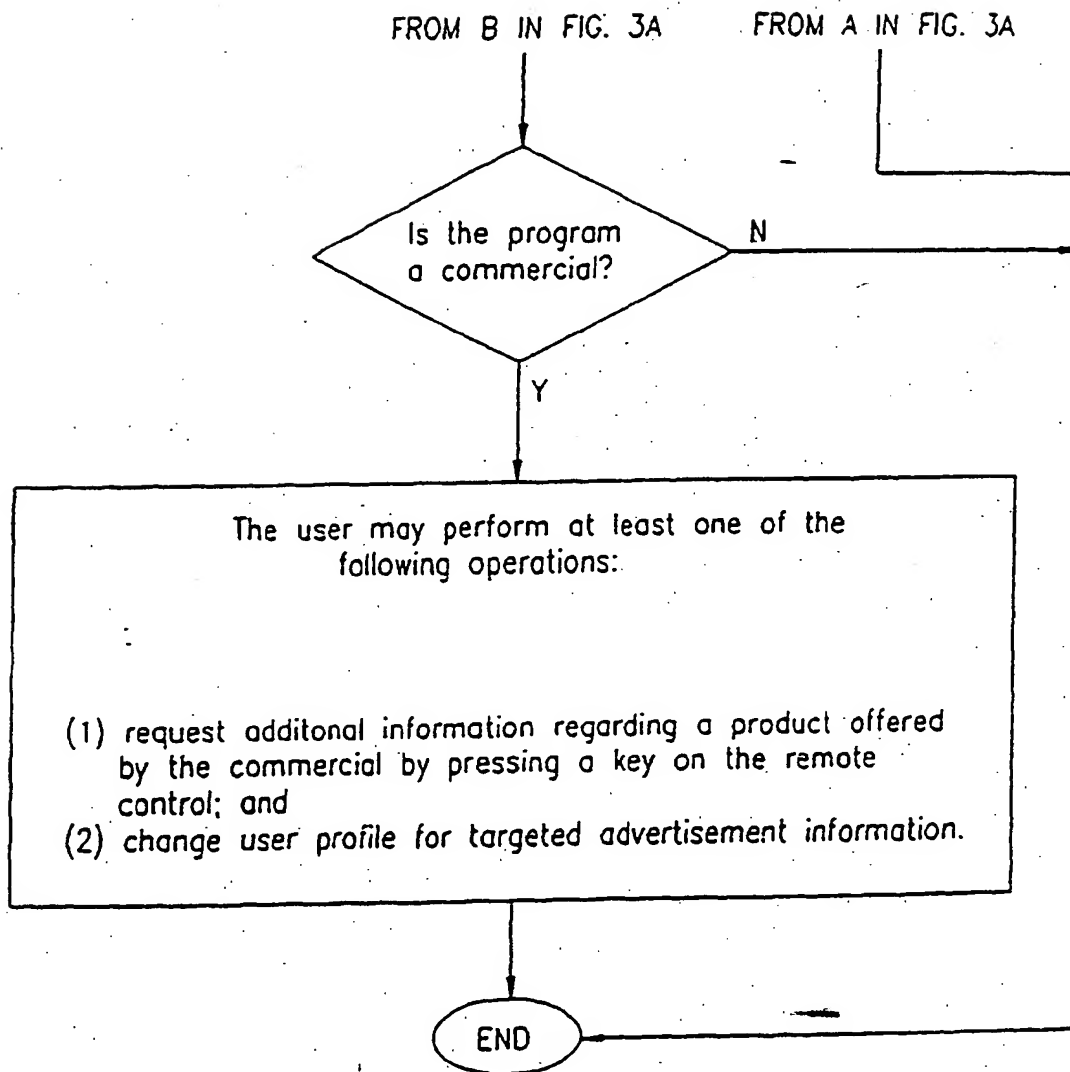 FROM B IN FIG. 3A
FROM A IN FIG. 3A
Is the program
a commercial?
N
Y
The user may perform at least one of the
following operations:
(1) request additonal information regarding a product offered
by the commercial by pressing a key on the remote
control; and
(2) change user profile for targeted advertisement information.
END